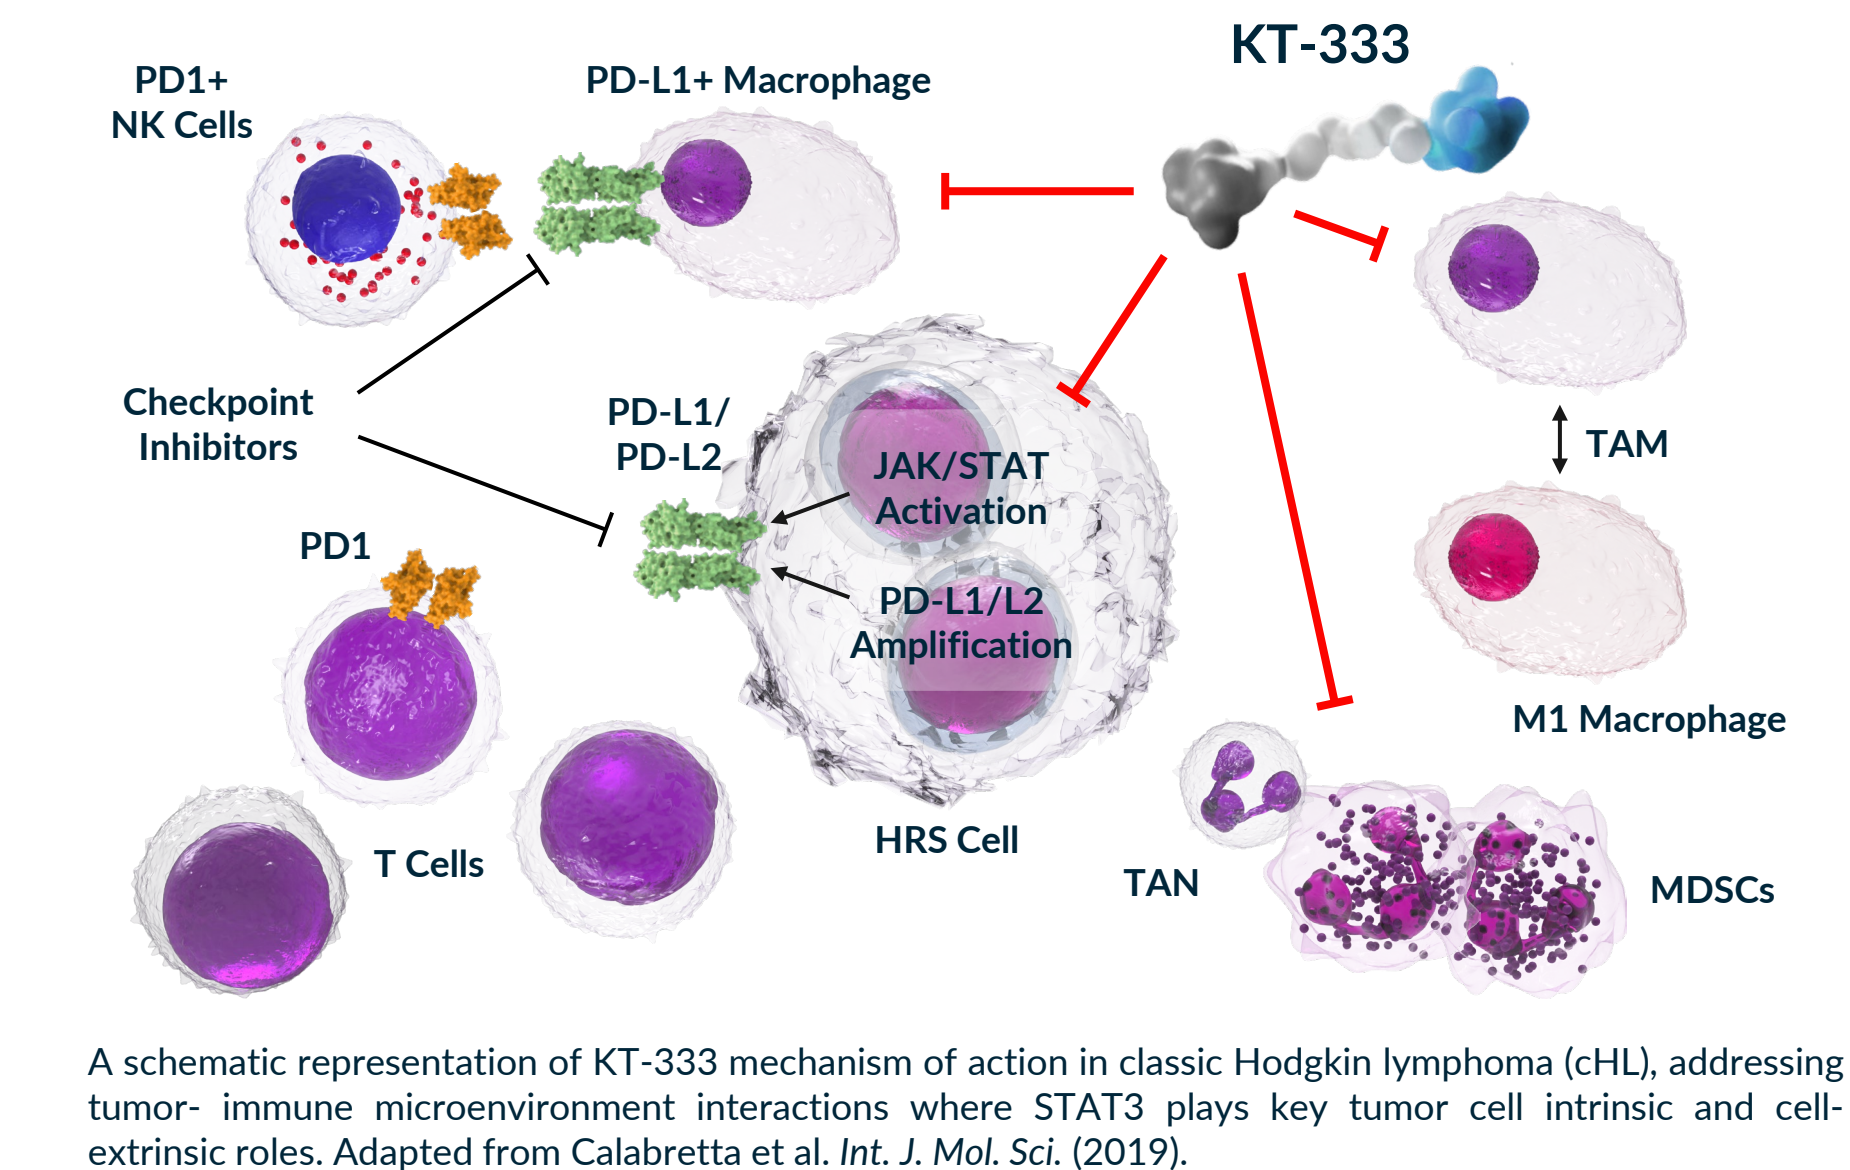 KT-333
PD1+
NK Cells
PD-L1+ Macrophage
Checkpoint
Inhibitors
PD-L1/
PD-L2
JAK/STAT
Activation
TAM
PD1
PD-L1/L2
Amplification
M1 Macrophage
HRS Cell
T Cells
TAN
MDSCs
A schematic representation of KT-333 mechanism of action in classic Hodgkin lymphoma (cHL), addressing
tumor- immune microenvironment interactions where STAT3 plays key tumor cell intrinsic and cell-
extrinsic roles. Adapted from Calabretta et al. Int. J. Mol. Sci. (2019).